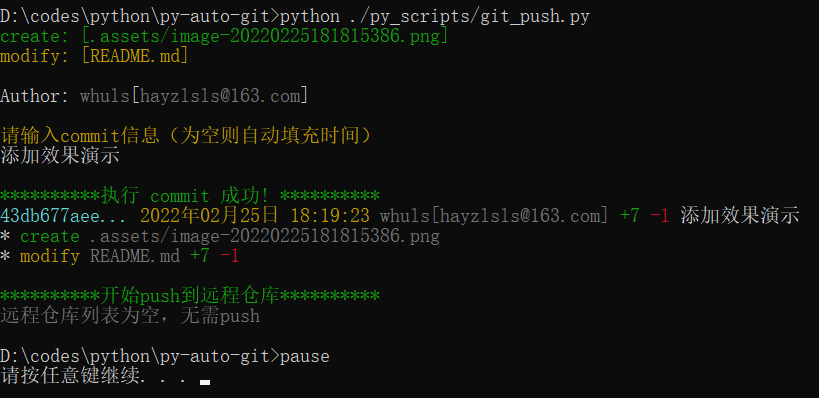 D:\codes\python\py-auto-git>python ./py_scripts/git_push.py
create: [.assets/image-20220225181815386.png]
modify: [README.md]
Author: whuls[hayzlsls@163.com]
请输入commit信息（为空则自动填充时间）
添加效果演示
**********执行 commit 成功! **********
43db677aee... 2022年02月25日 18:19:23 whuls[hayzlsls@163.com] +7 -1 添加效果演示
* create .assets/image-20220225181815386.png
* modify README.md +7 -1
**********开始push到远程仓库**********
远程仓库列表为空，无需push
D:\codes\python\py-auto-git>pause
请按任意键继续. . .